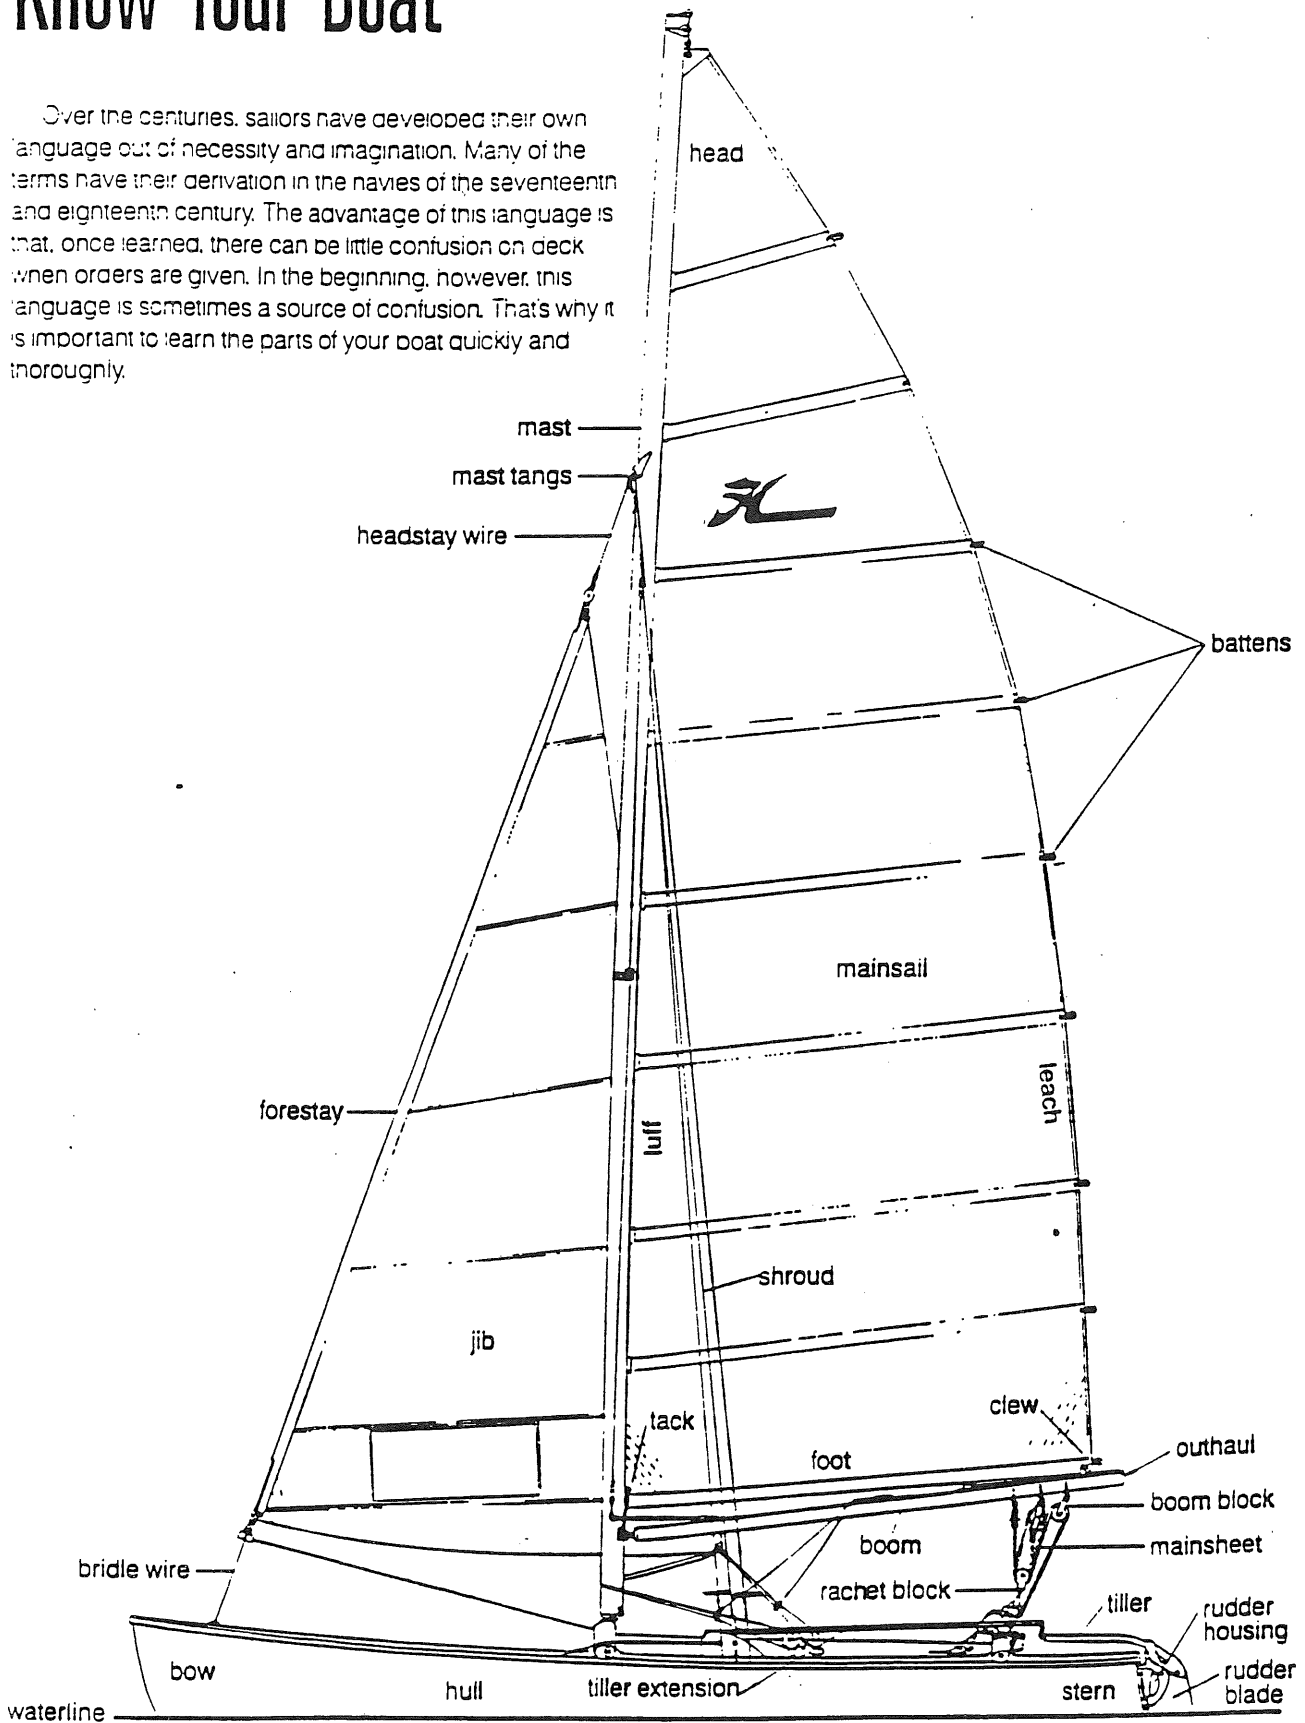 Know Your Boat
Over the centuries, sailors have developed their own
language out of necessity and imagination. Many of the
terms have their derivation in the navies of the seventeenth
and eighteenth century. The advantage of this language is
that, once learned, there can be little confusion on deck
when orders are given. In the beginning, however, this
language is sometimes a source of confusion. That's why it
is important to learn the parts of your boat quickly and
thoroughly.
head
mast
mast tangs
headstay wire
battens
mainsail
leach
forestay
luff
shroud
jib
clew
tack
outhaul
foot
boom block
boom
mainsheet
bridle wire
rachet block
tiller
rudder
housing
bow
rudder
blade
hull
tiller extension
stern
waterline